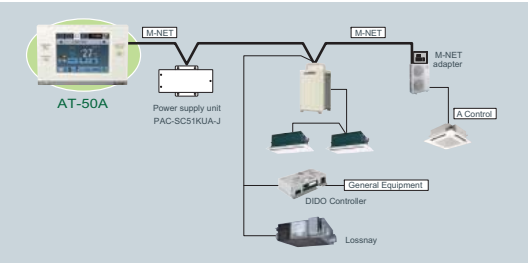 M-NET
M-NET
M-NET
adapter
AT-50A
Power supply unit
PAC-SC51KUA-J
A Control
General Equipment
DIDO Controller
Lossnay